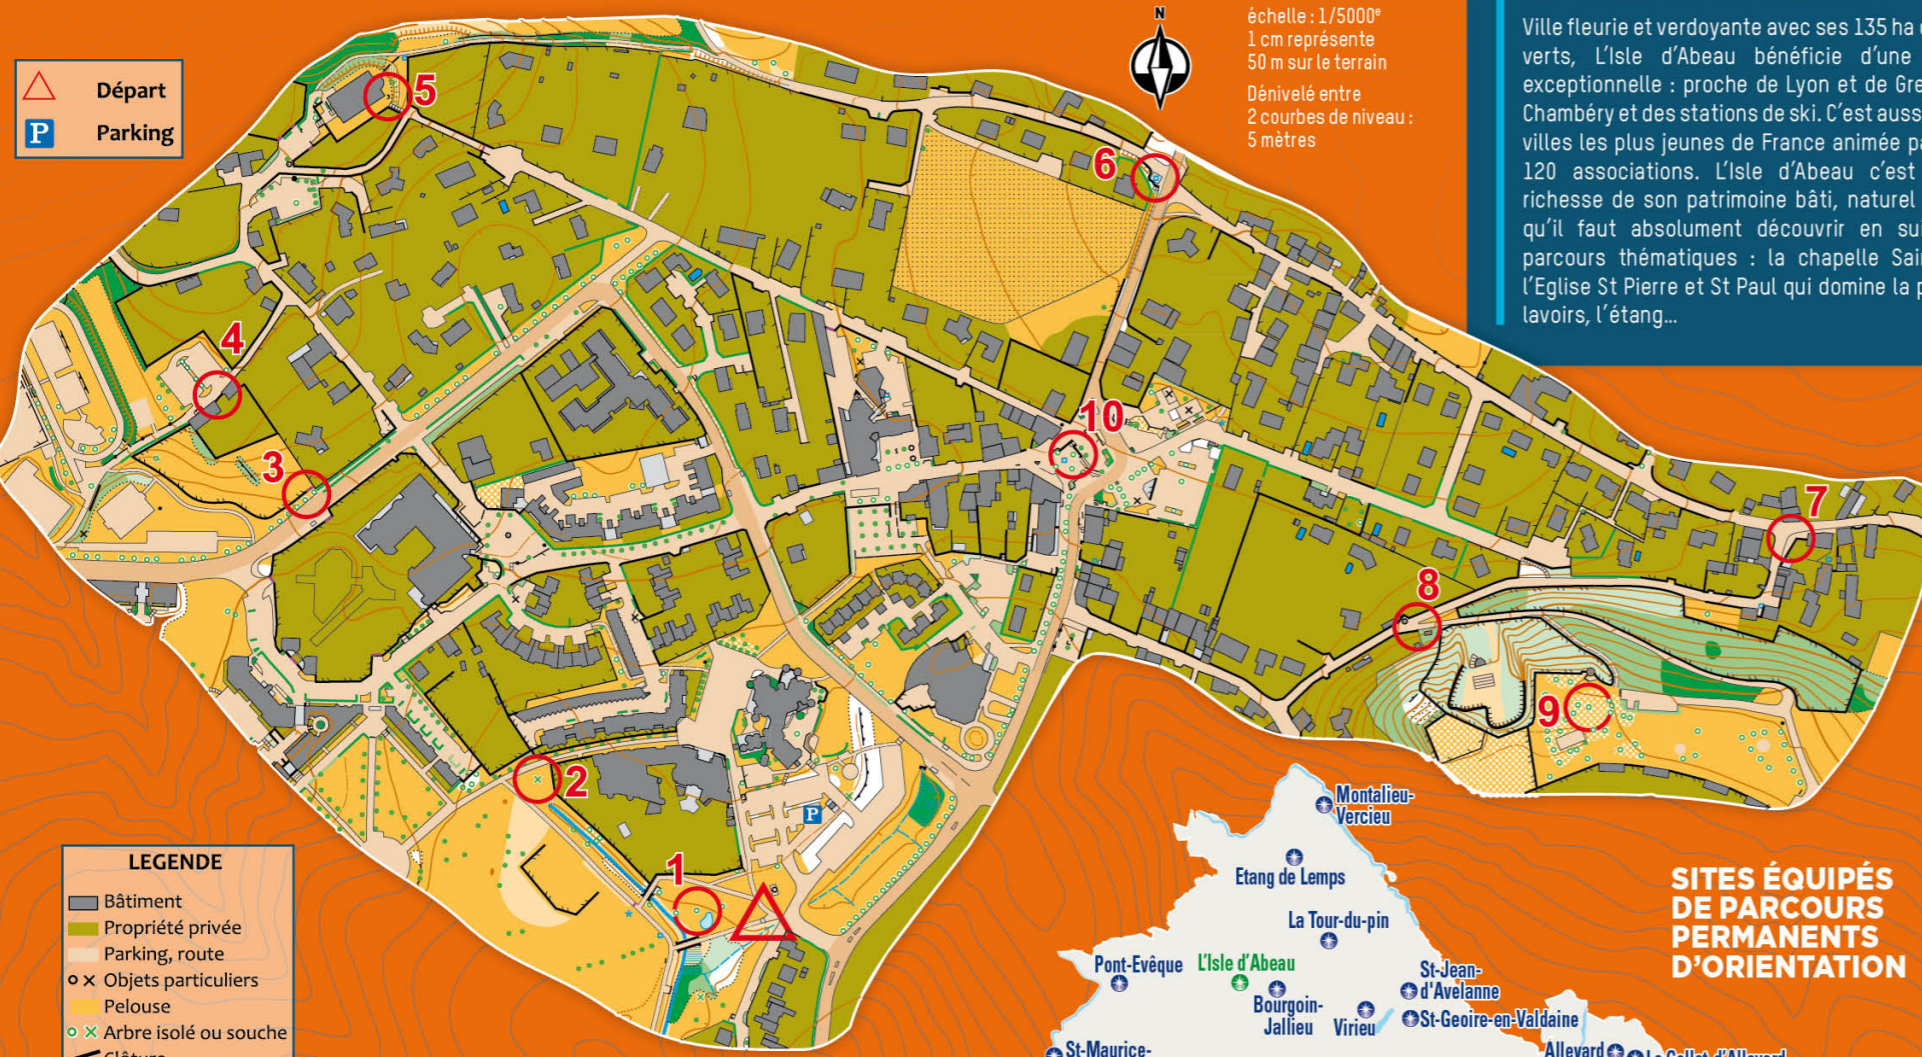 Départ
P Parking
N
échelle : 1/5000e
1 cm représente
50 m sur le terrain
Dénivelé entre
2 courbes de niveau :
5 mètres
Ville fleurie et verdoyante avec ses 135 ha
verts, L'Isle d'Abeau bénéficie d'une
exceptionnelle : proche de Lyon et de
Chambéry et des stations de ski. C'est
villes les plus jeunes de France animée
120 associations. L'Isle d'Abeau c'est
richesse de son patrimoine bâti, naturel
qu'il faut absolument découvrir en
parcours thématiques : la chapelle
l'Eglise St Pierre et St Paul qui domine la
lavoirs, l'étang...
5
6
4
3
10
7
8
9
2
1
P
LEGENDE
Bâtiment
Propriété privée
Parking, route
Objets particuliers
Pelouse
Arbre isolé ou souche
Clôture
SITES ÉQUIPÉS
DE PARCOURS
PERMANENTS
D'ORIENTATION
Montalieu-
Vercieu
Etang de Lemps
La Tour-du-pin
Pont-Evêque
L'Isle d'Abeau
Bourgoin-
Jallieu
Virieu
St-Jean-
d'Avelanne
St-Geoire-en-Valdaine
St-Maurice-
Allevard
Le Collet d'Allevard